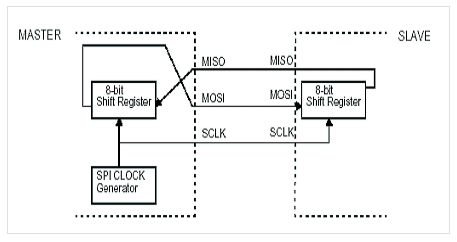 MASTER
SLAVE
MISO
MISO
8-bit
Shift Register
MOSI
MOSI
8-bit
Shift Register
SCLK
SCLK
SPI CLOCK
Generator